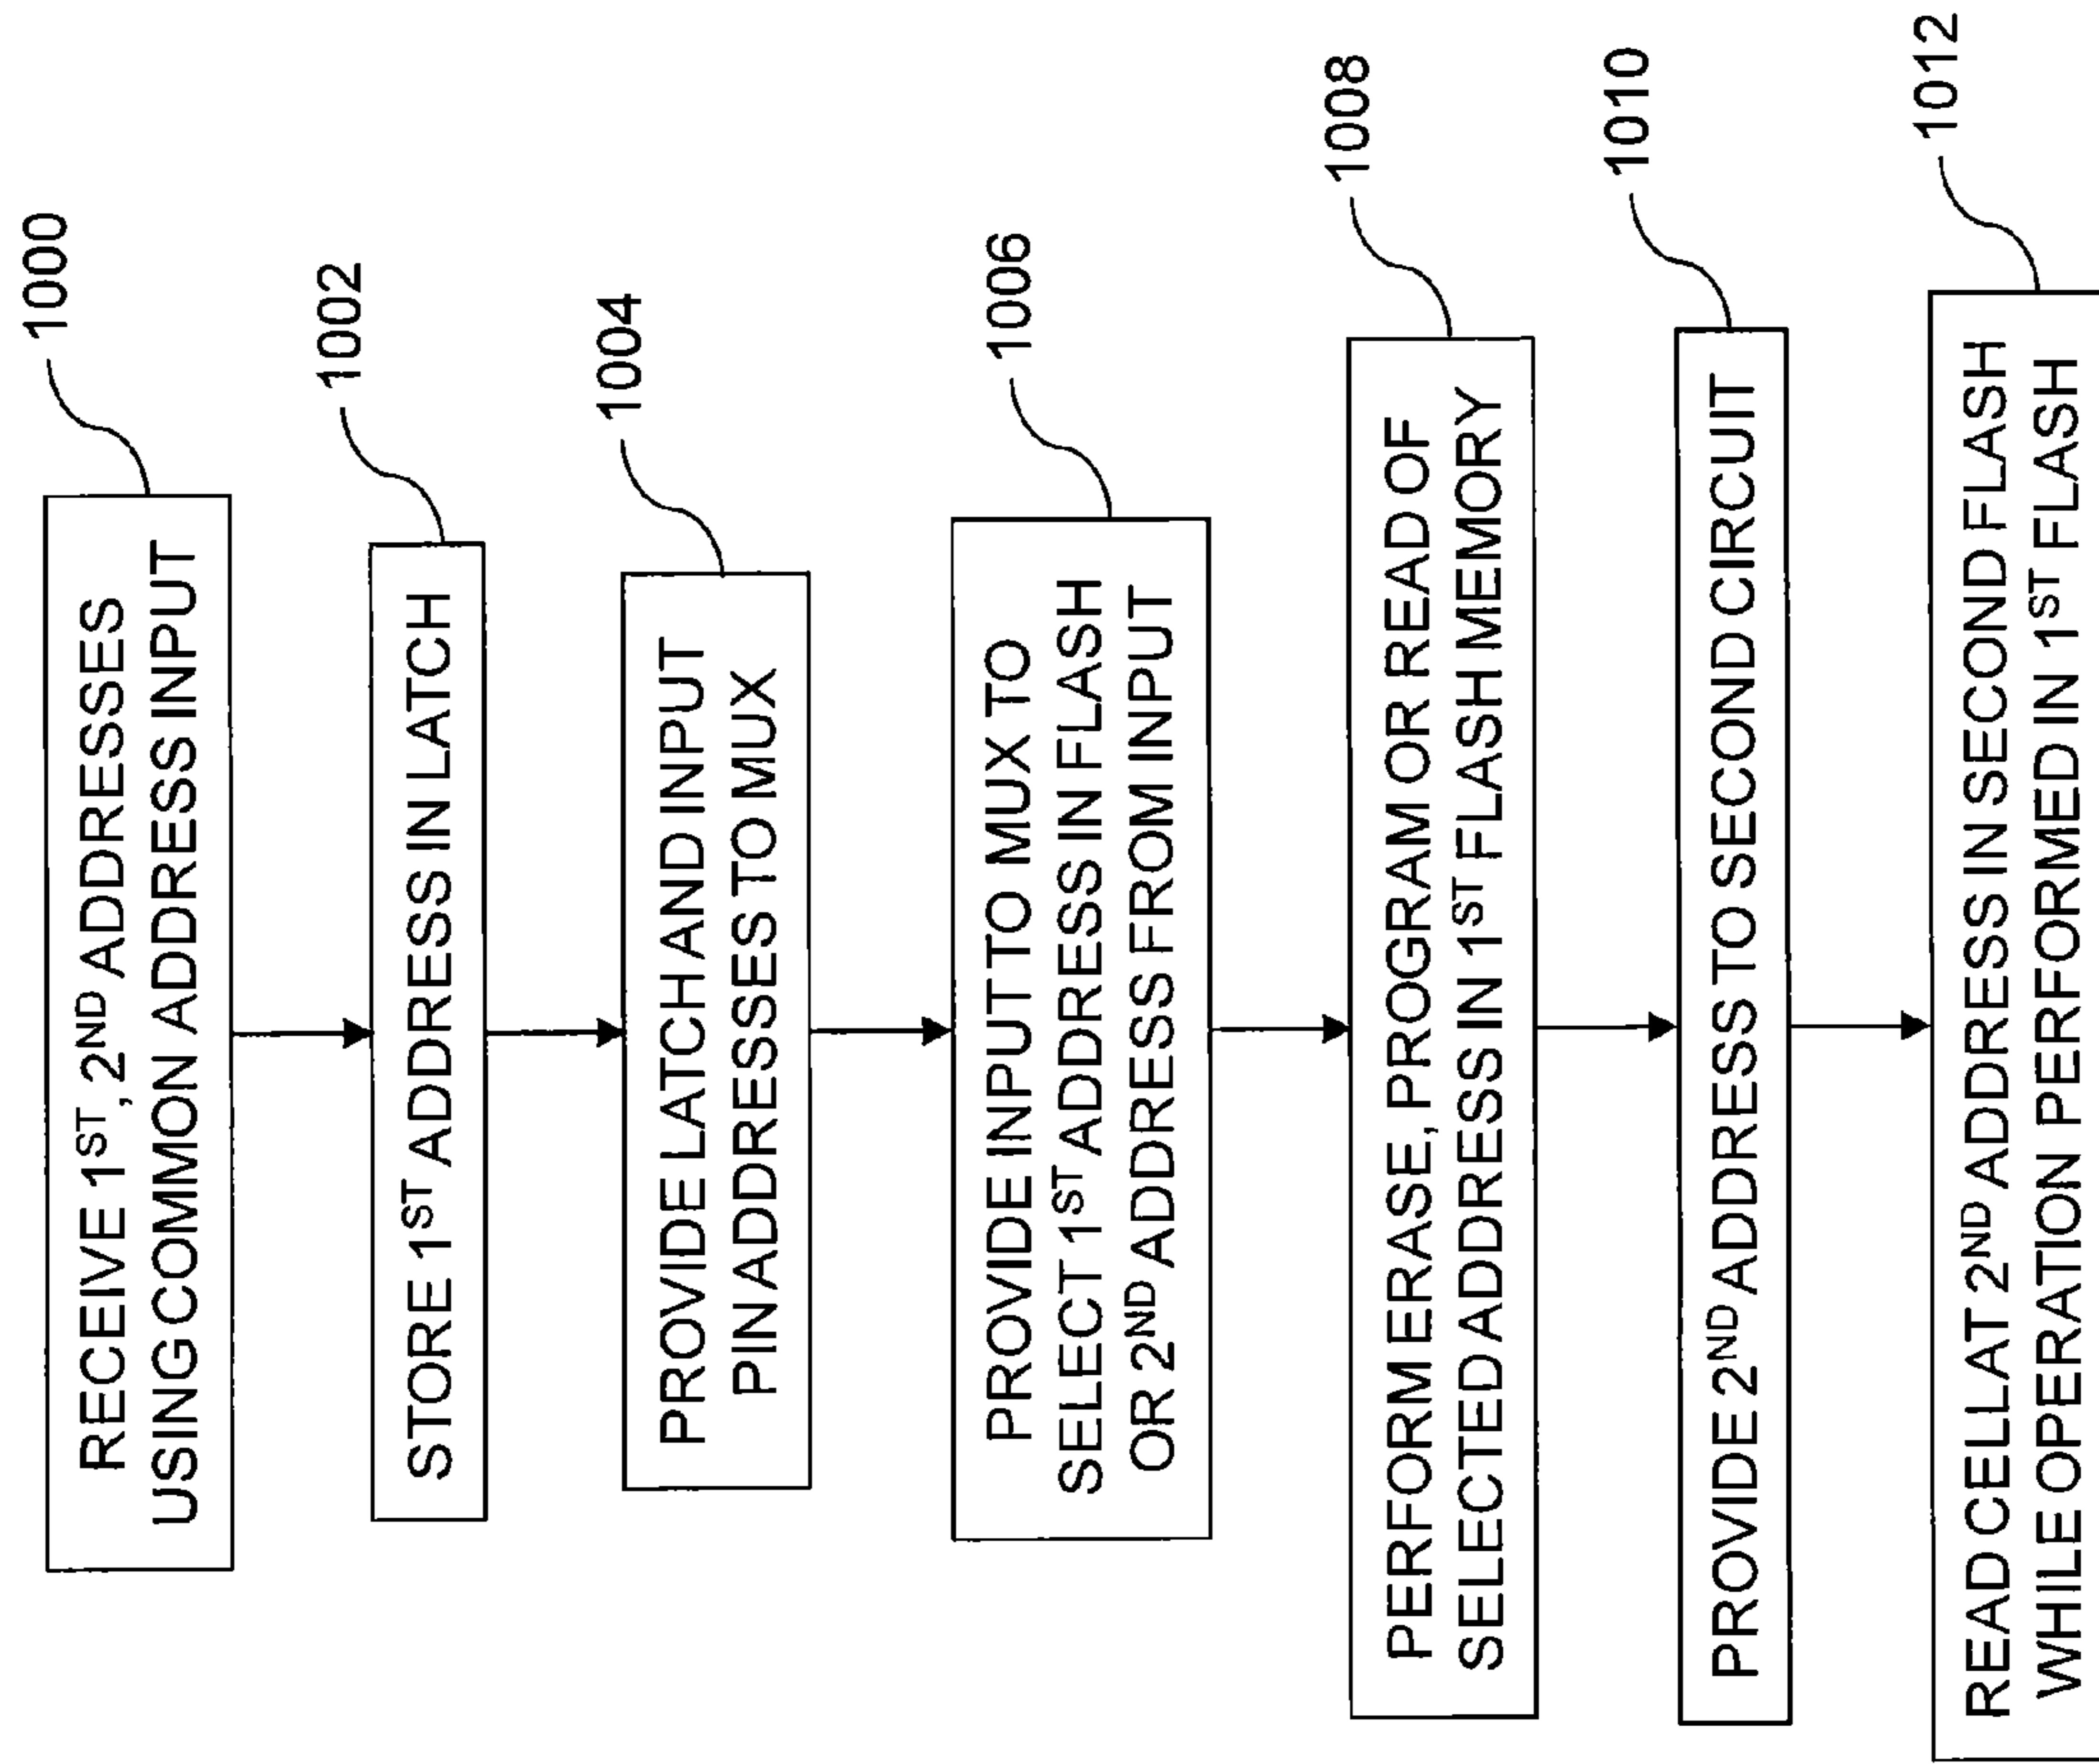 1000
RECEIVE 1ST, 2ND ADDRESSES
USING COMMON ADDRESS INPUT
1002
STORE 1ST ADDRESS IN LATCH
1004
PROVIDE LATCH AND INPUT
PIN ADDRESSES TO MUX
1006
PROVIDE INPUT TO MUX TO
SELECT 1ST ADDRESS IN FLASH
OR 2ND ADDRESS FROM INPUT
1008
PERFORM ERASE, PROGRAM OR READ OF
SELECTED ADDRESS IN 1ST FLASH MEMORY
1010
PROVIDE 2ND ADDRESS TO SECOND CIRCUIT
1012
READ CELL AT 2ND ADDRESS IN SECOND FLASH
WHILE OPERATION PERFORMED IN 1ST FLASH